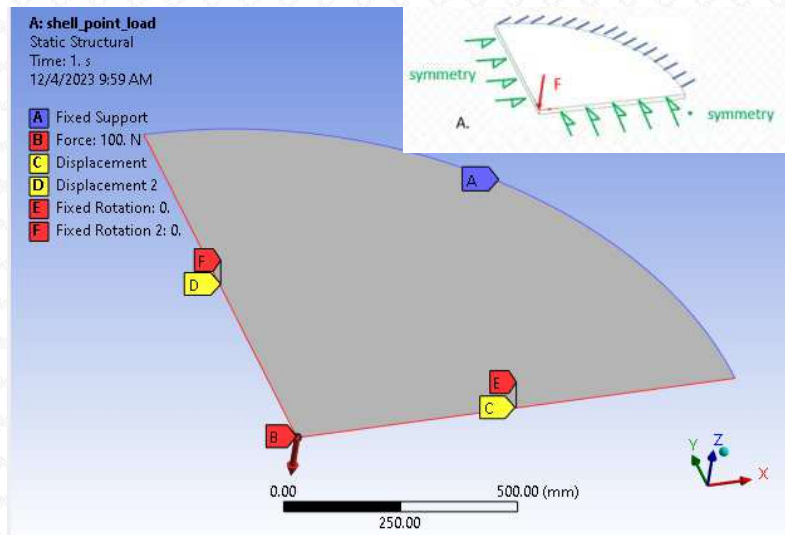 A: shell_point_load
Static Structural
Time: 1. s
12/4/2023 9:59 AM
A Fixed Support
B Force: 100. N
C Displacement
D Displacement 2
E Fixed Rotation: 0.
F Fixed Rotation 2: 0.
symmetry
F
A.
symmetry
A
F
D
E
C
B
0.00
500.00 (mm)
250.00
Y
Z
X